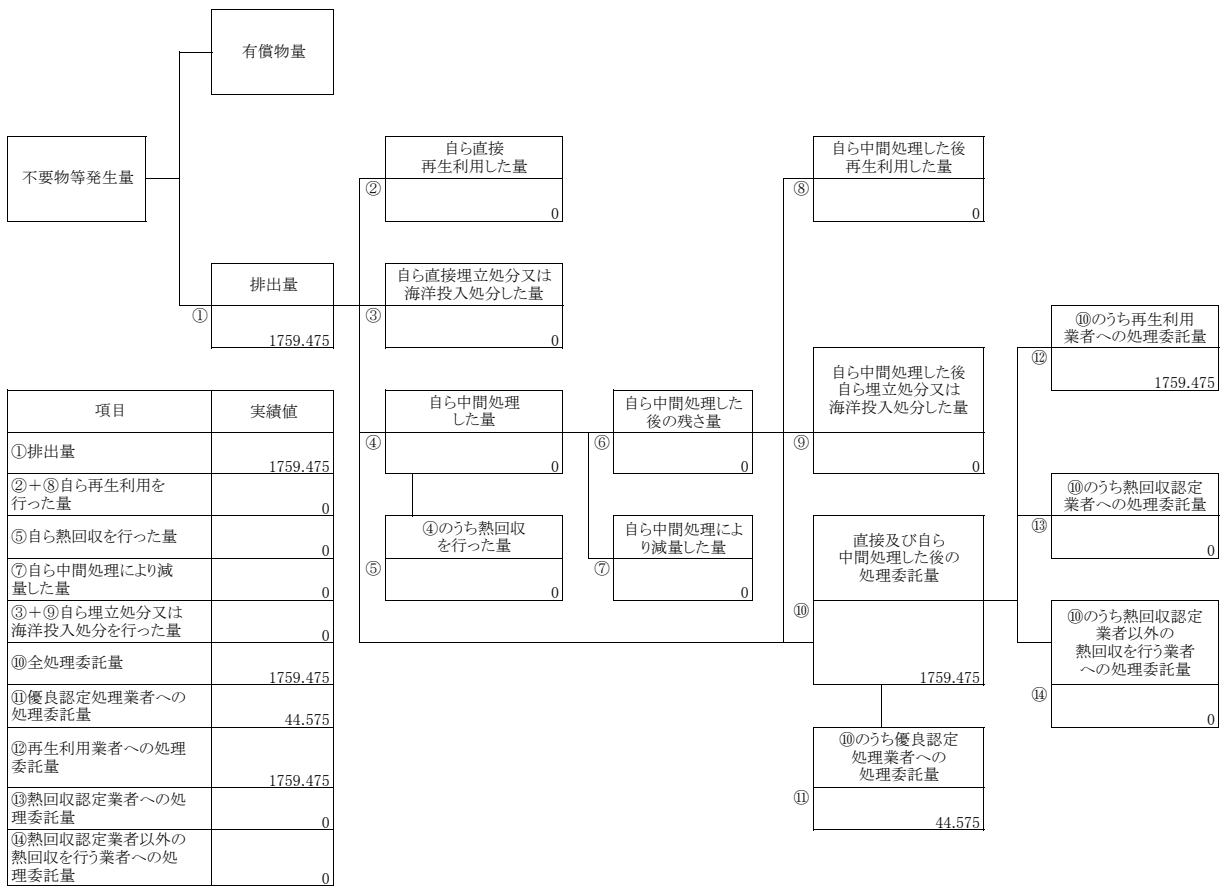 有償物量
不要物等発生量
自ら直接
再生利用した量
②
0
自ら中間処理した後
再生利用した量
⑧
0
排出量
①
1759.475
自ら直接埋立処分又は
海洋投入処分した量
③
0
⑩のうち再生利用
業者への処理委託量
⑫
1759.475
自ら中間処理
した量
④
0
自ら中間処理した
後の残さ量
⑥
0
自ら中間処理した後
自ら埋立処分又は
海洋投入処分した量
⑨
0
⑩のうち熱回収認定
業者への処理委託量
⑬
0
④のうち熱回収
を行った量
⑤
0
自ら中間処理によ
り減量した量
⑦
0
直接及び自ら
中間処理した後の
処理委託量
⑩
1759.475
⑩のうち熱回収認定
業者以外の
熱回収を行う業者
への処理委託量
⑭
0
⑩のうち優良認定
処理業者への
処理委託量
⑪
44.575
項目 実績値
①排出量
1759.475
②+⑧自ら再生利用を
行った量
0
⑤自ら熱回収を行った量
0
⑦自ら中間処理により減
量した量
0
③+⑨自ら埋立処分又は
海洋投入処分を行った量
0
⑩全処理委託量
1759.475
⑪優良認定処理業者への
処理委託量
44.575
⑫再生利用業者への処理
委託量
1759.475
⑬熱回収認定業者への処
理委託量
0
⑭熱回収認定業者以外の
熱回収を行う業者への処
理委託量
0